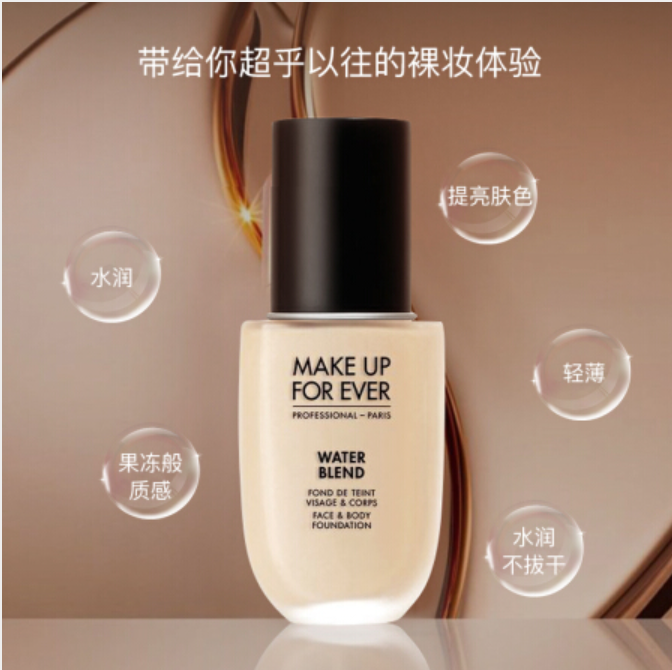 带给你超乎以往的裸妆体验
提亮肤色
水润
轻薄
MAKE UP
FOR EVER
PROFESSIONAL – PARIS
果冻般
质感
WATER
BLEND
FOND DE TEINT
VISAGE & CORPS
FACE & BODY
FOUNDATION
水润
不拔干